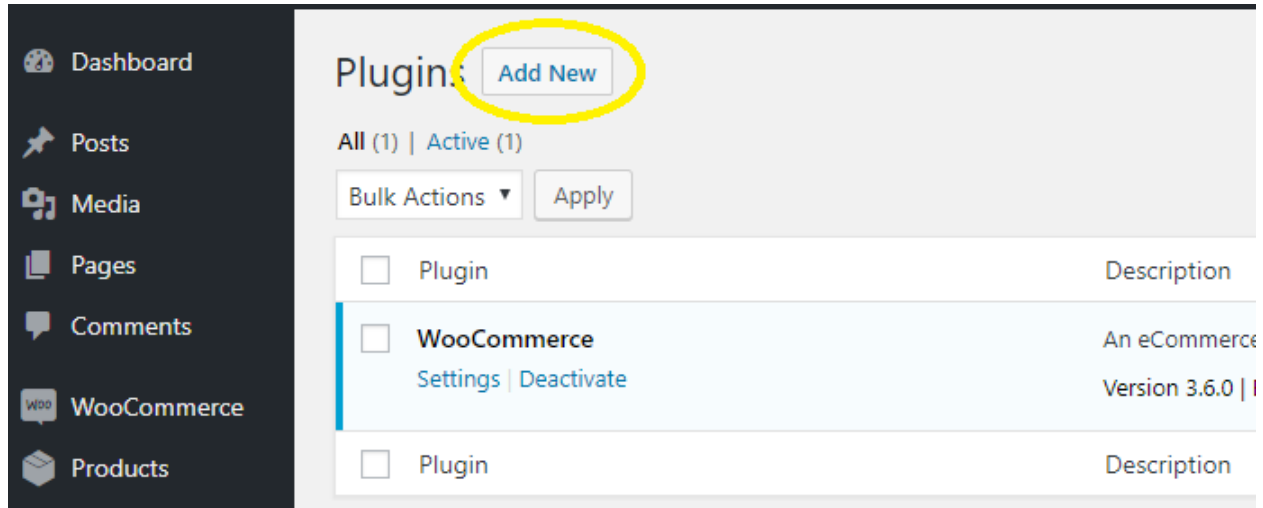 Dashboard
Posts
Media
Pages
Comments
WOO WooCommerce
Products
Plugins Add New
All (1) | Active (1)
Bulk Actions ▼ Apply
Plugin Description
WooCommerce An eCommerce
Settings | Deactivate Version 3.6.0 |
Plugin Description